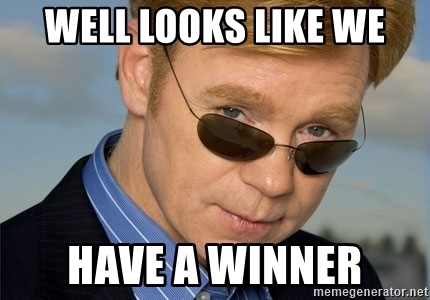 WELL LOOKS LIKE WE
HAVE A WINNER
memegenerator.net